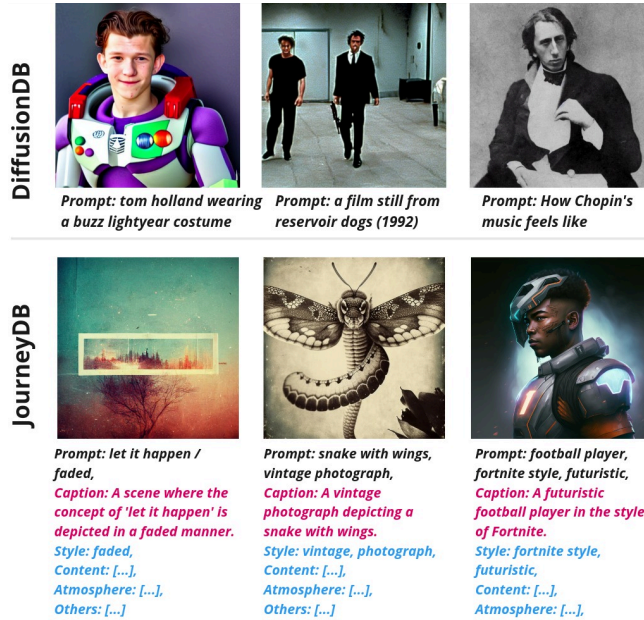 DiffusionDB
Prompt: tom holland wearing
a buzz lightyear costume
Prompt: a film still from
reservoir dogs (1992)
Prompt: How Chopin's
music feels like
JourneyDB
Prompt: let it happen /
faded,
Caption: A scene where the
concept of 'let it happen' is
depicted in a faded manner.
Style: faded,
Content: [...],
Atmosphere: [...],
Others: [...]
Prompt: snake with wings,
vintage photograph,
Caption: A vintage
photograph depicting a
snake with wings.
Style: vintage, photograph,
Content: [...],
Atmosphere: [...],
Others: [...]
Prompt: football player,
fortnite style, futuristic,
Caption: A futuristic
football player in the style
of Fortnite.
Style: fortnite style,
futuristic,
Content: [...],
Atmosphere: [...],